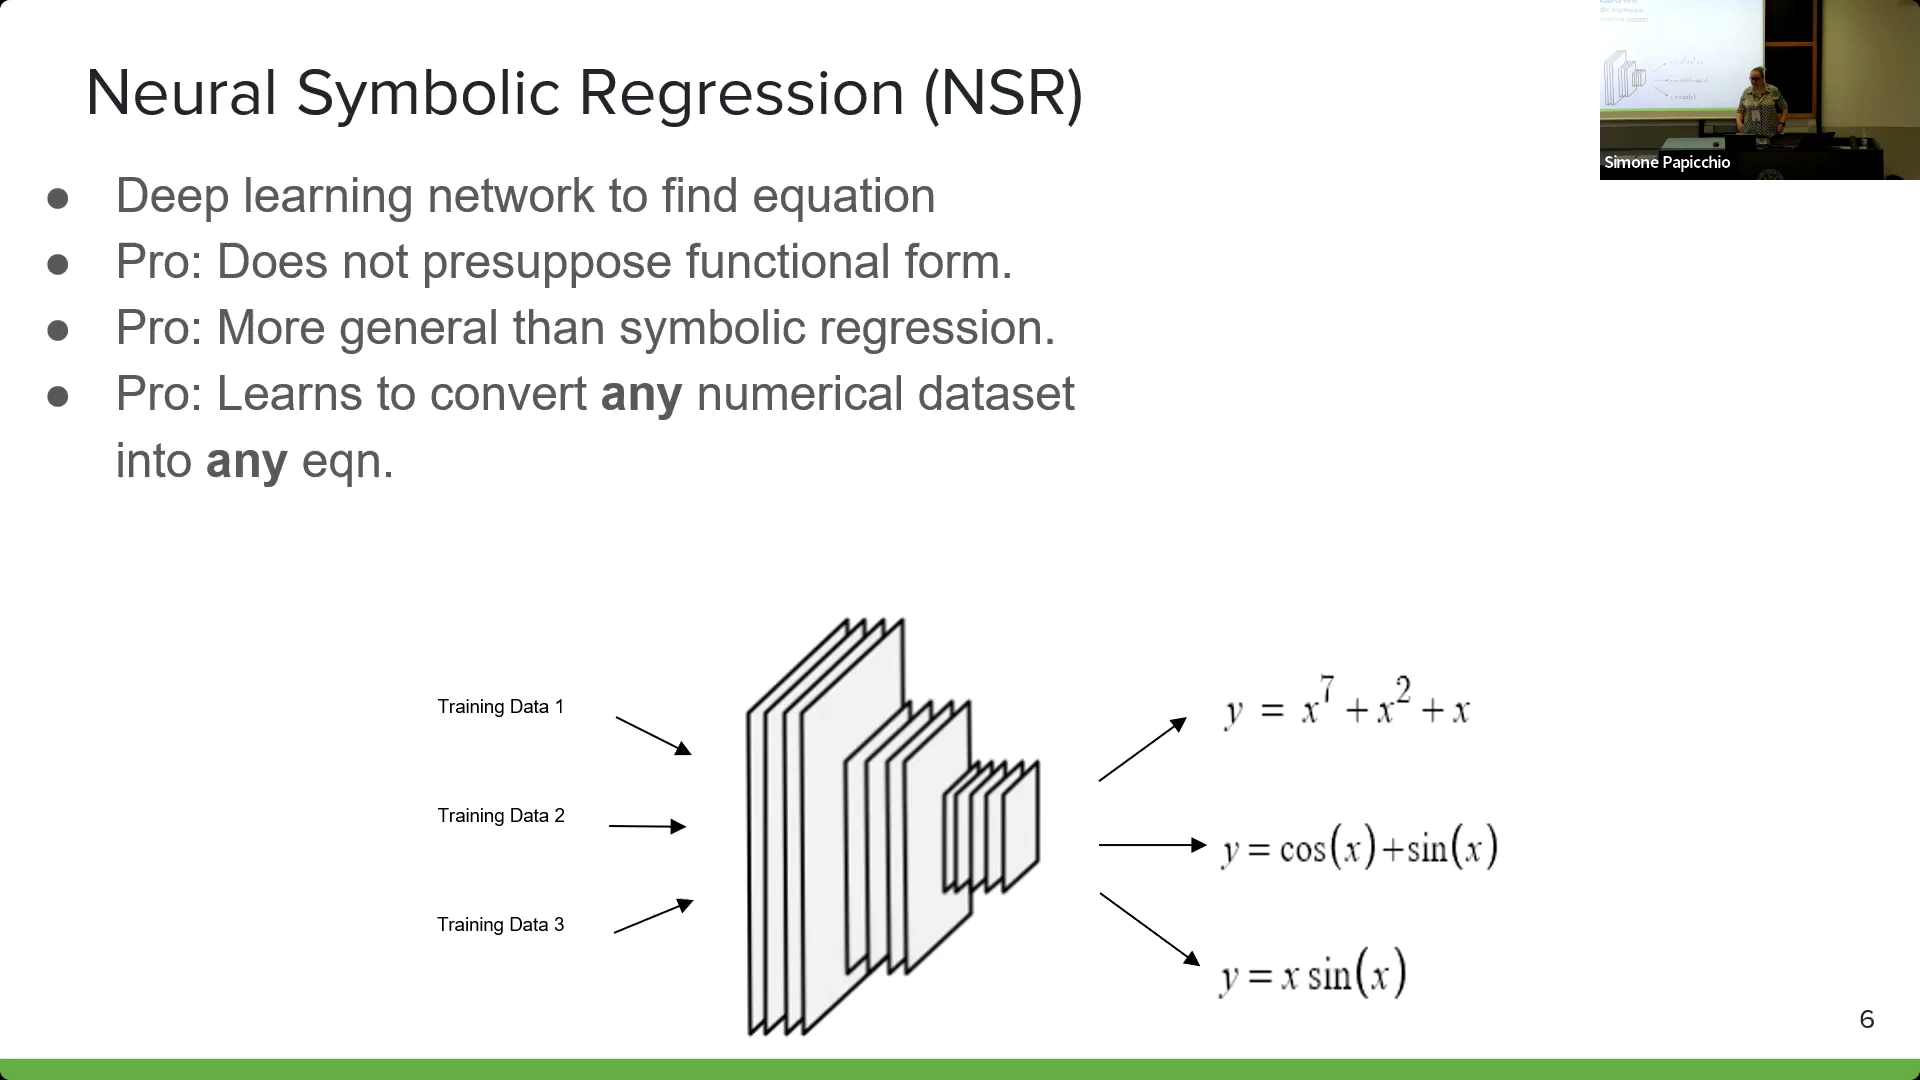 Neural Symbolic Regression (NSR)
● Deep learning network to find equation
● Pro: Does not presuppose functional form.
● Pro: More general than symbolic regression.
● Pro: Learns to convert any numerical dataset
into any eqn.
Simone Papicchio
Training Data 1
Training Data 2
Training Data 3
y = x⁷ + x² + x
y = cos(x)+sin(x)
y = x sin(x)
6